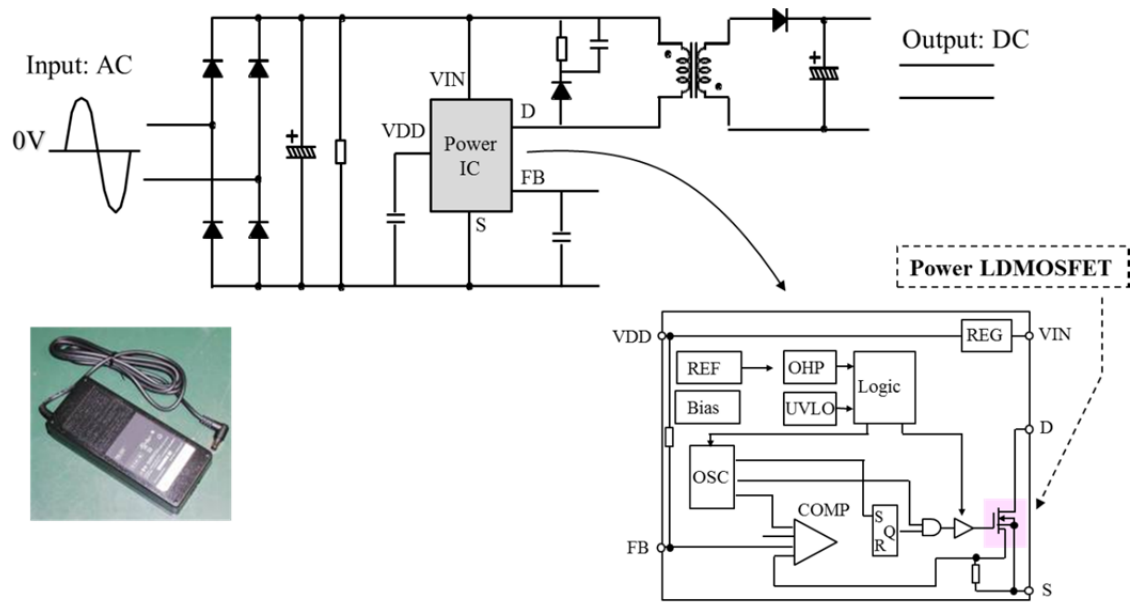 Input: AC
0V
VIN
D
VDD
Power
IC
FB
S
Output: DC
Power LDMOSFET
VDD
REG
VIN
REF
OHP
Logic
Bias
UVLO
D
OSC
COMP
S
Q
R
FB
S